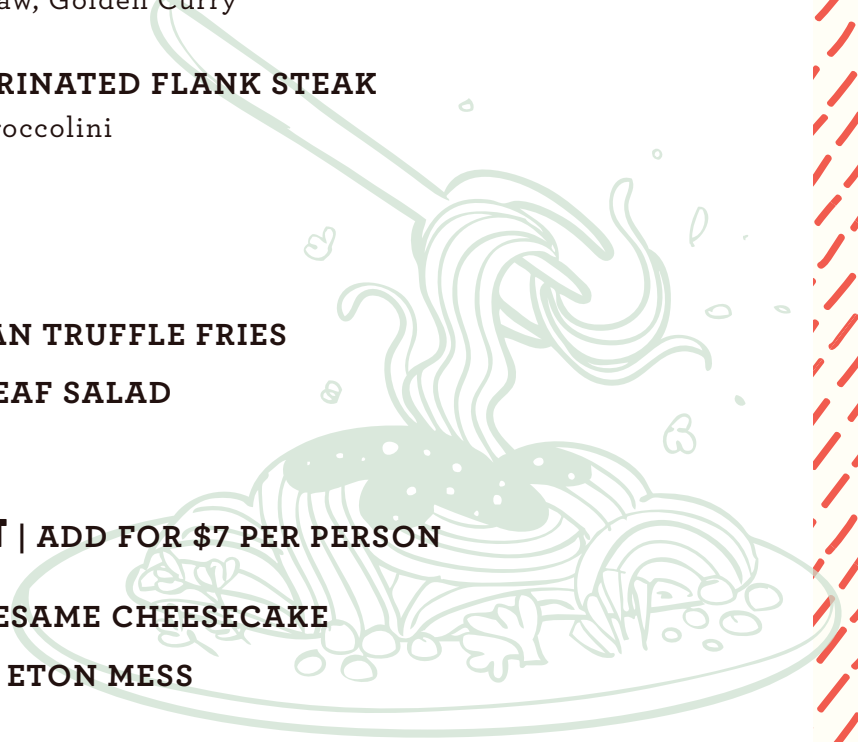 aw, Golden Curry
RINATED FLANK STEAK
roccolini
AN TRUFFLE FRIES
EAF SALAD
T | ADD FOR $7 PER PERSON
ESAME CHEESECAKE
ETON MESS